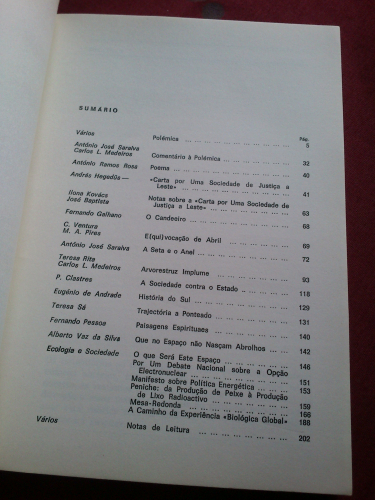 SUMÁRIO
PÁG.
Vários Polémica ... 5
António José Saraiva
Carlos L. Medeiros Comentário à Polémica ... 32
António Ramos Rosa Poema ... 40
Andrés Hegedüs — «Carta por Uma Sociedade de Justiça a
Leste» ... 41
Ilona Kovács
José Baptista Notas sobre a «Carta por Uma Sociedade de
Justiça a Leste» ... 63
Fernando Galhano O Candeeiro ... 68
C. Ventura
M. A. Pires E(qui)vocação de Abril ... 69
António José Saraiva A Seta e o Anel ... 72
Teresa Rita
Carlos L. Medeiros Arvorestruz Implume ... 93
P. Clastres A Sociedade contra o Estado ... 118
Eugénio de Andrade História do Sul ... 129
Teresa Sá Trajectória a Ponteado ... 131
Fernando Pessoa Paisagens Espirituais ... 140
Alberto Vaz da Silva Que no Espaço não Nasçam Abrolhos ... 142
Ecologia e Sociedade O que Será Este Espaço ... 146
Por Um Debate Nacional sobre a Opção
Electronuclear ... 151
Manifesto sobre Política Energética ... 153
Peniche: da Produção de Peixe à Produção
de Lixo Radioactivo ... 159
Mesa-Redonda ... 166
A Caminho da Experiência «Biológica Global» 188
Vários Notas de Leitura ... 202